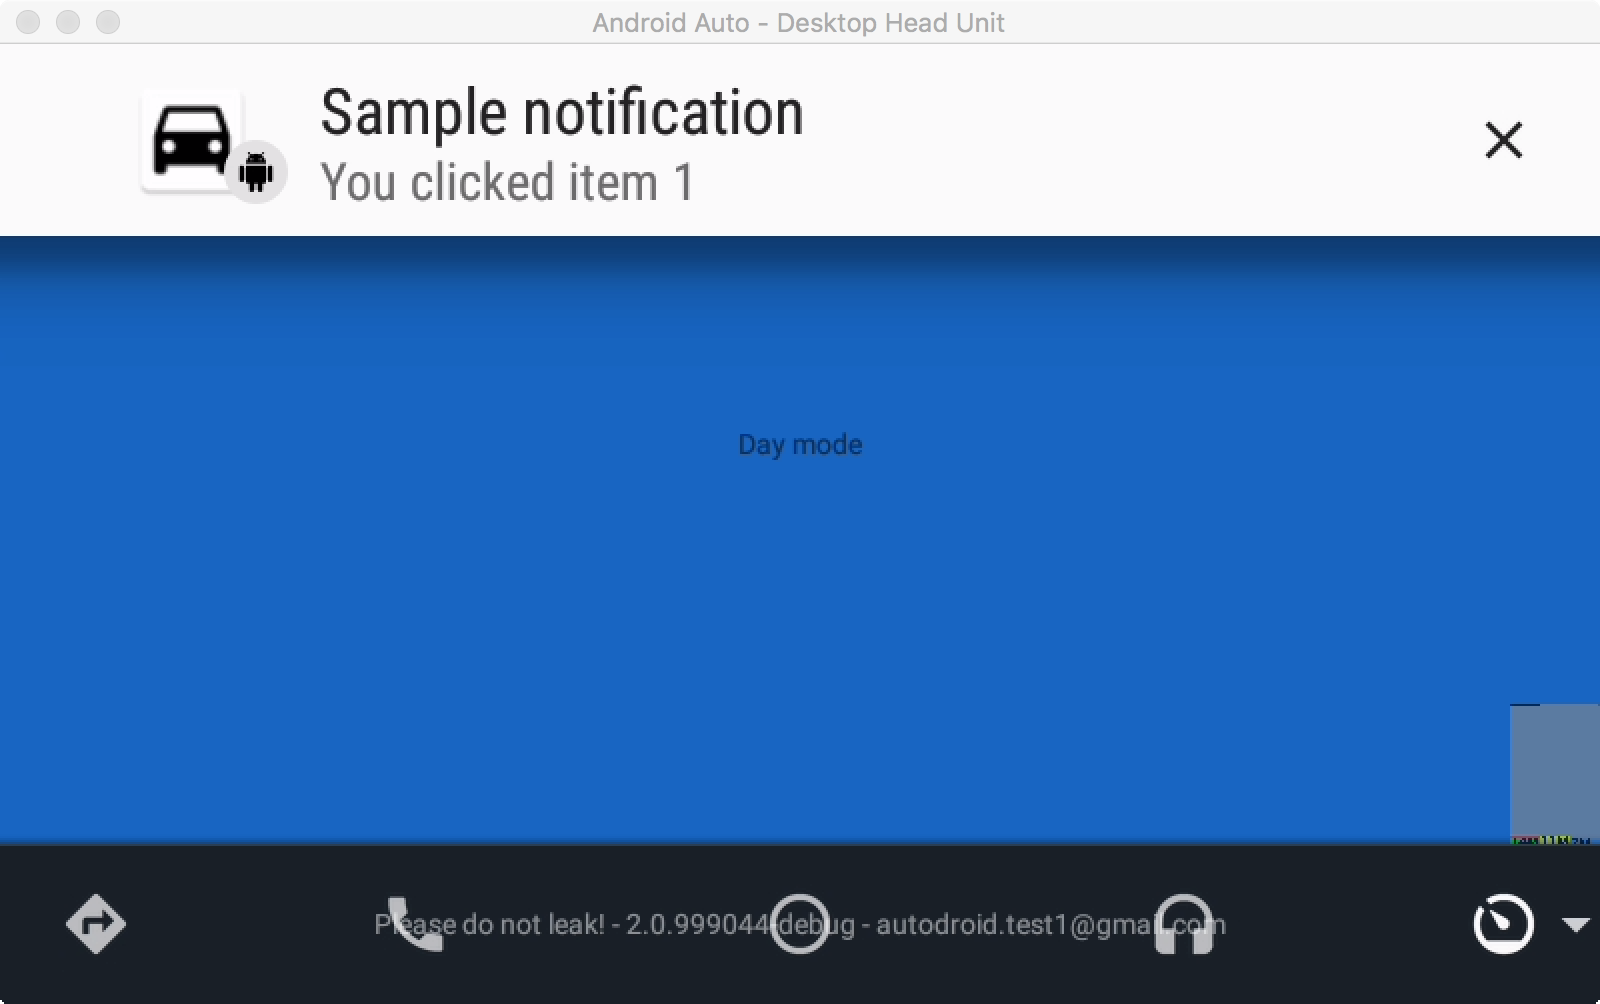 Android Auto - Desktop Head Unit
Sample notification
You clicked item 1
Day mode
Please do not leak! - 2.0.999044-debug - autodroid.test1@gmail.com